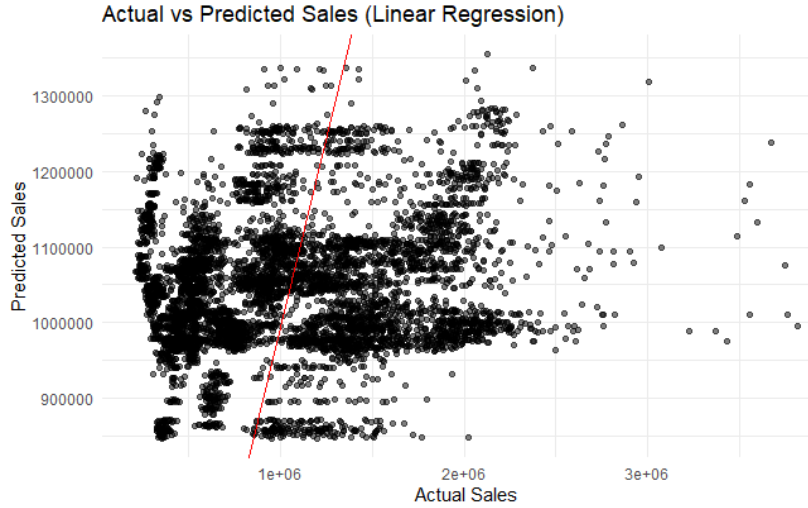 Actual vs Predicted Sales (Linear Regression)
1300000
1200000
1100000
1000000
900000
Predicted Sales
1e+06
2e+06
3e+06
Actual Sales